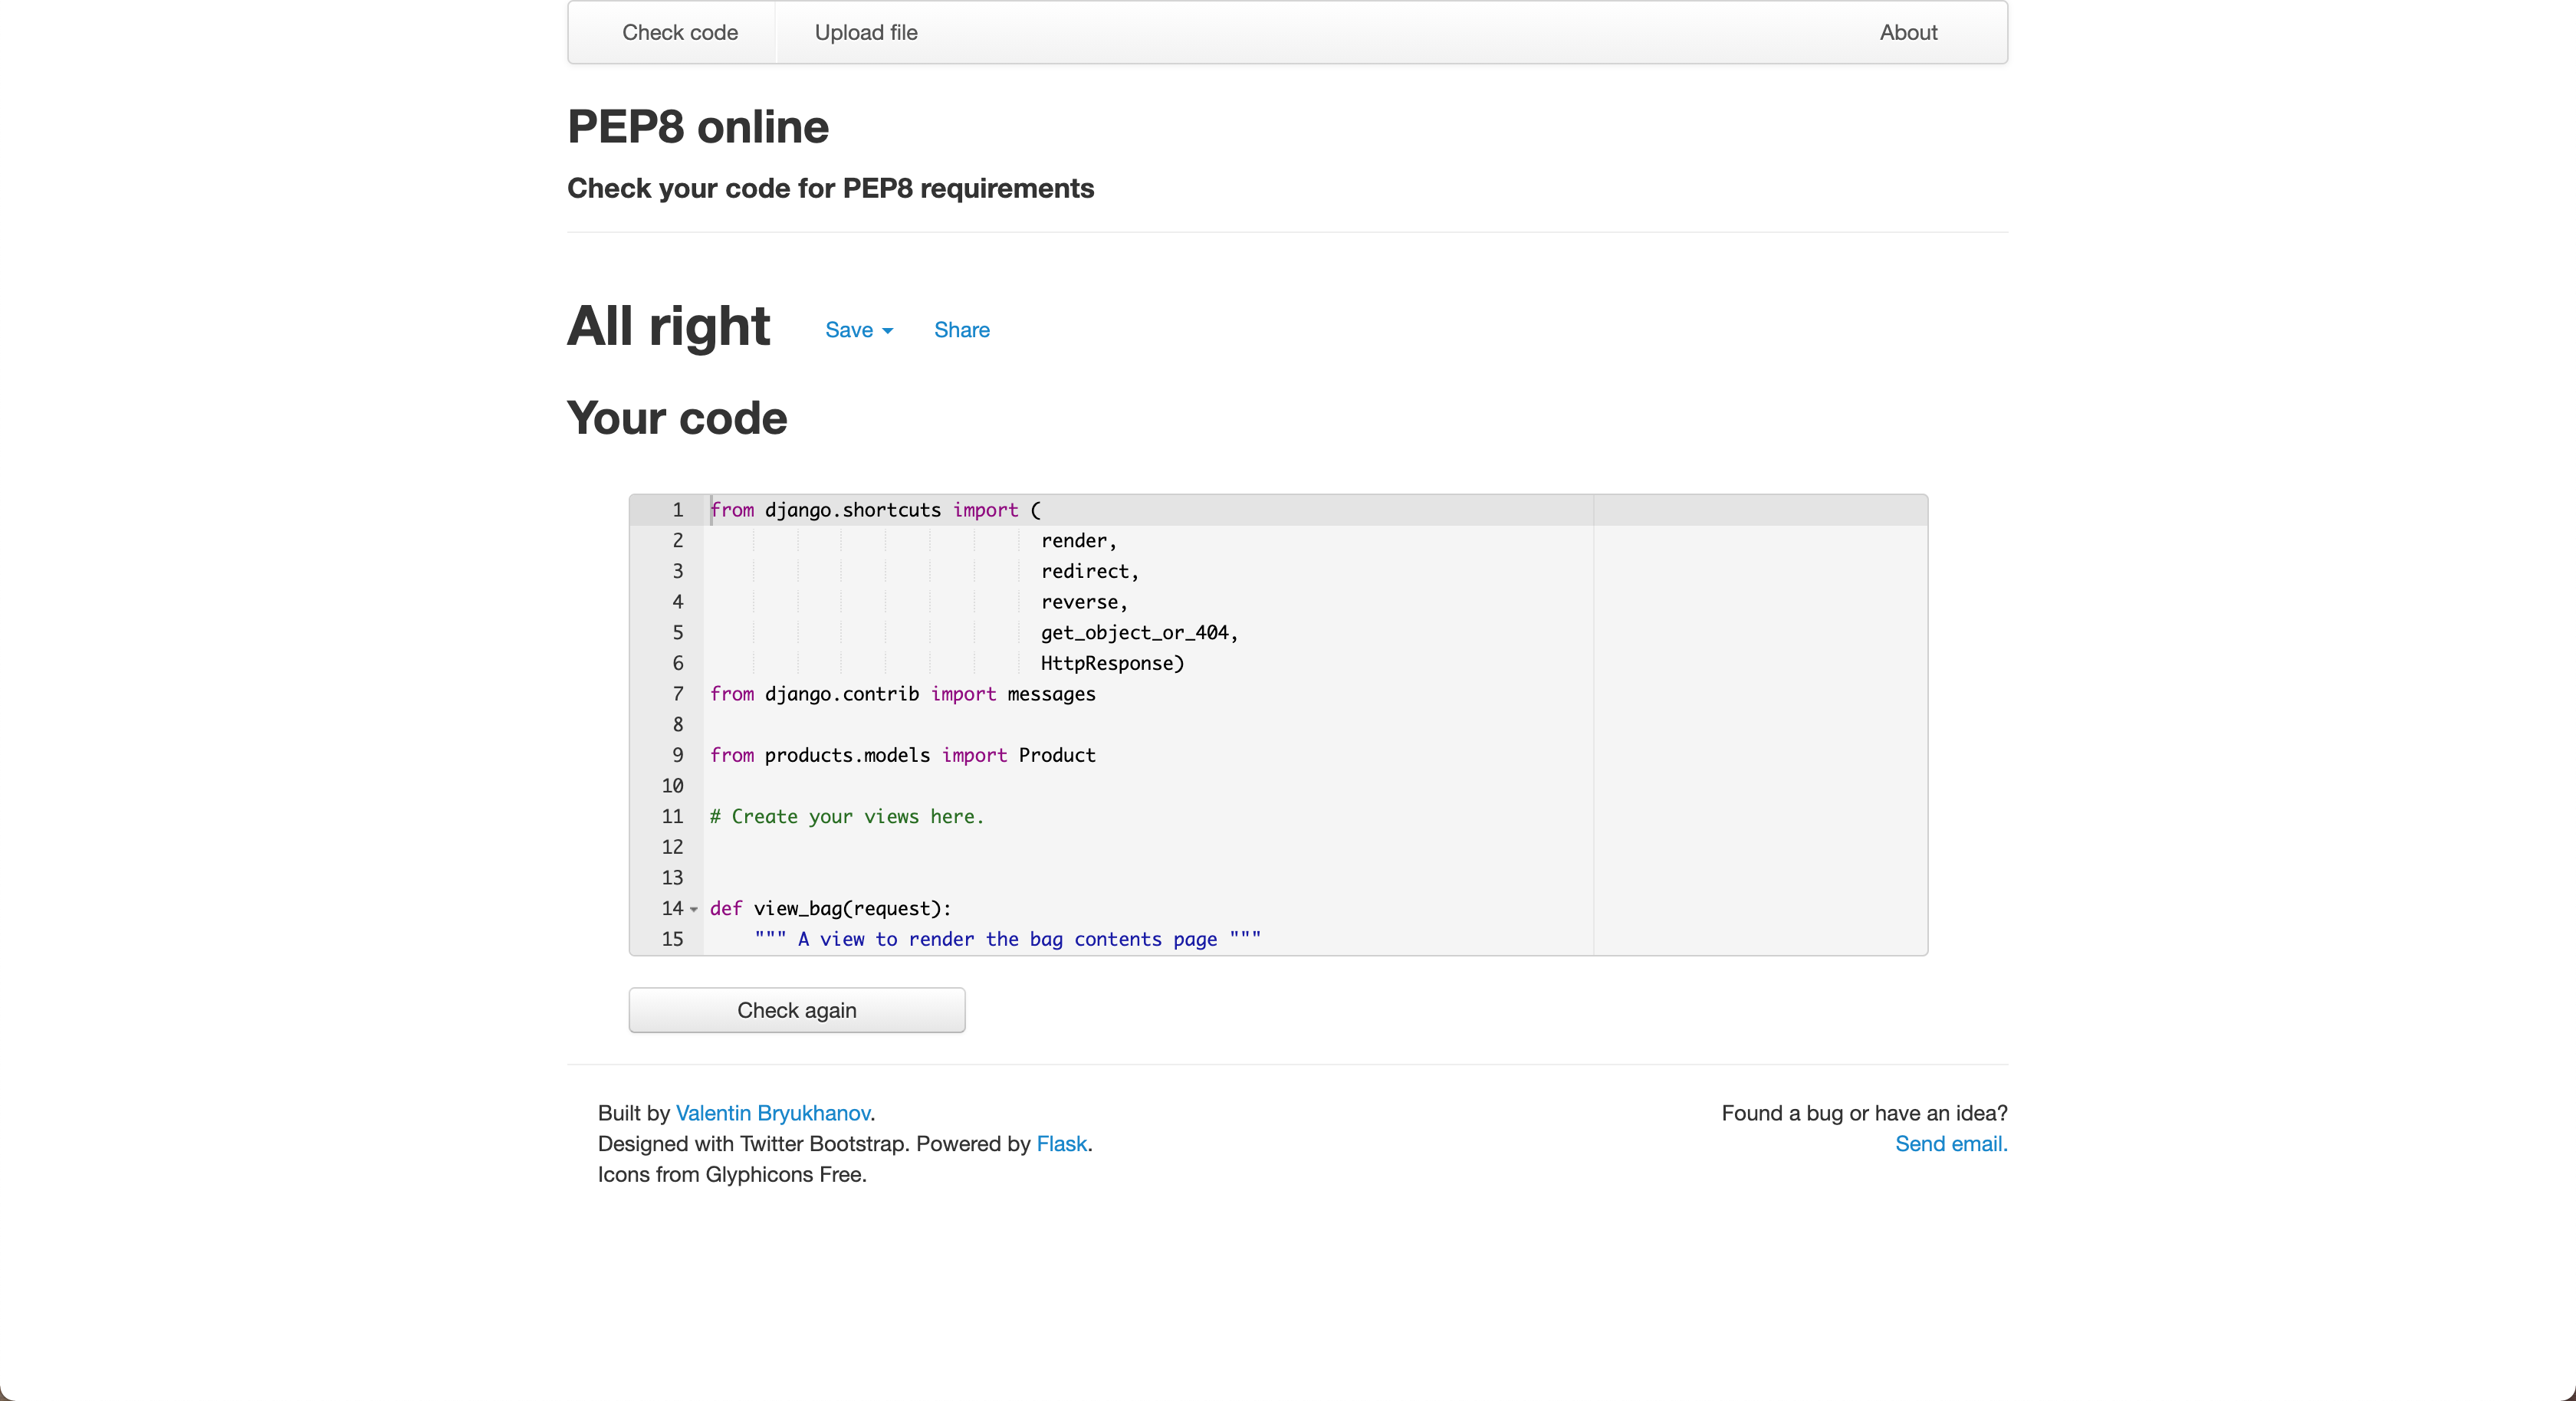 Check code Upload file About
PEP8 online
Check your code for PEP8 requirements
All right Save Share
Your code
1 from django.shortcuts import (
2 render,
3 redirect,
4 reverse,
5 get_object_or_404,
6 HttpResponse)
7 from django.contrib import messages
8
9 from products.models import Product
10
11 # Create your views here.
12
13
14 def view_bag(request):
15 """ A view to render the bag contents page """
Check again
Built by Valentin Bryukhanov. Found a bug or have an idea?
Designed with Twitter Bootstrap. Powered by Flask. Send email.
Icons from Glyphicons Free.